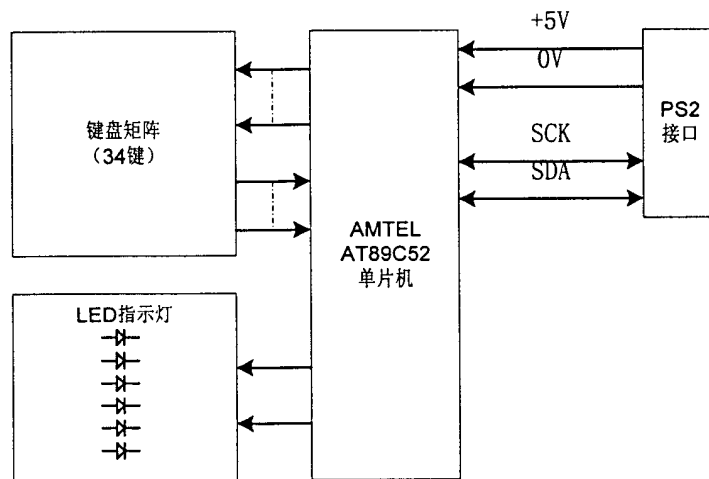 键盘矩阵
（34键）
LED指示灯
AMTEL
AT89C52
单片机
+5V
0V
SCK
SDA
PS2
接口